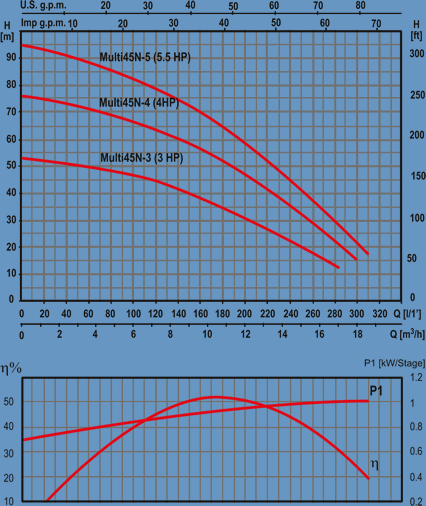 U.S. g.p.m. 20 30 40 50 60 70 80
H Imp g.p.m. 10 20 30 40 50 60 70 H
[m] [ft]
90 300
Multi45N-5 (5.5 HP)
80 250
Multi45N-4 (4HP)
70
60 200
Multi45N-3 (3 HP)
50 150
40
30 100
20
10 50
0 0
0 20 40 60 80 100 120 140 160 180 200 220 240 260 280 300 320 Q [l/1']
0 2 4 6 8 10 12 14 16 18 Q [m³/h]
η% P1 [kW/Stage]
1.2
50 P1 1
40 0.8
30 0.6
20 η 0.4
10 0.2